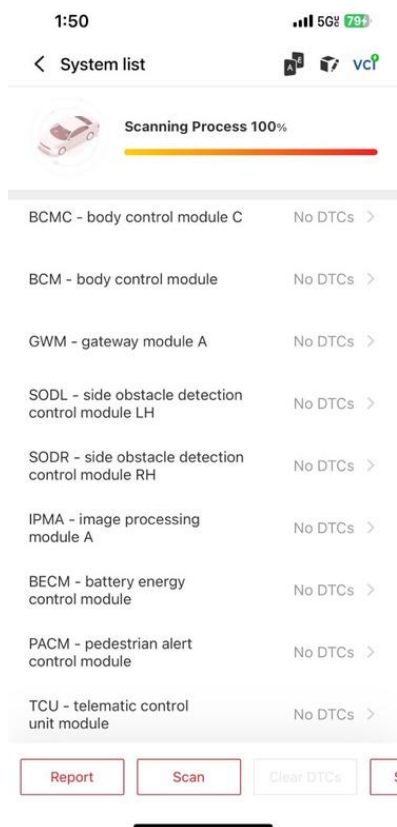 1:50
5G
79
System list
A
vci
Scanning Process 100%
BCMC - body control module C No DTCs
BCM - body control module No DTCs
GWM - gateway module A No DTCs
SODL - side obstacle detection
control module LH No DTCs
SODR - side obstacle detection
control module RH No DTCs
IPMA - image processing
module A No DTCs
BECM - battery energy
control module No DTCs
PACM - pedestrian alert
control module No DTCs
TCU - telematic control
unit module No DTCs
Report Scan Clear DTCs